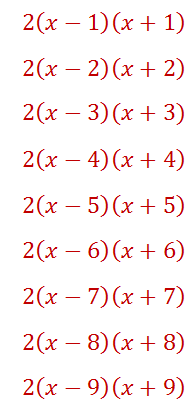 2(x − 1)(x + 1)
2(x − 2)(x + 2)
2(x − 3)(x + 3)
2(x − 4)(x + 4)
2(x − 5)(x + 5)
2(x − 6)(x + 6)
2(x − 7)(x + 7)
2(x − 8)(x + 8)
2(x − 9)(x + 9)